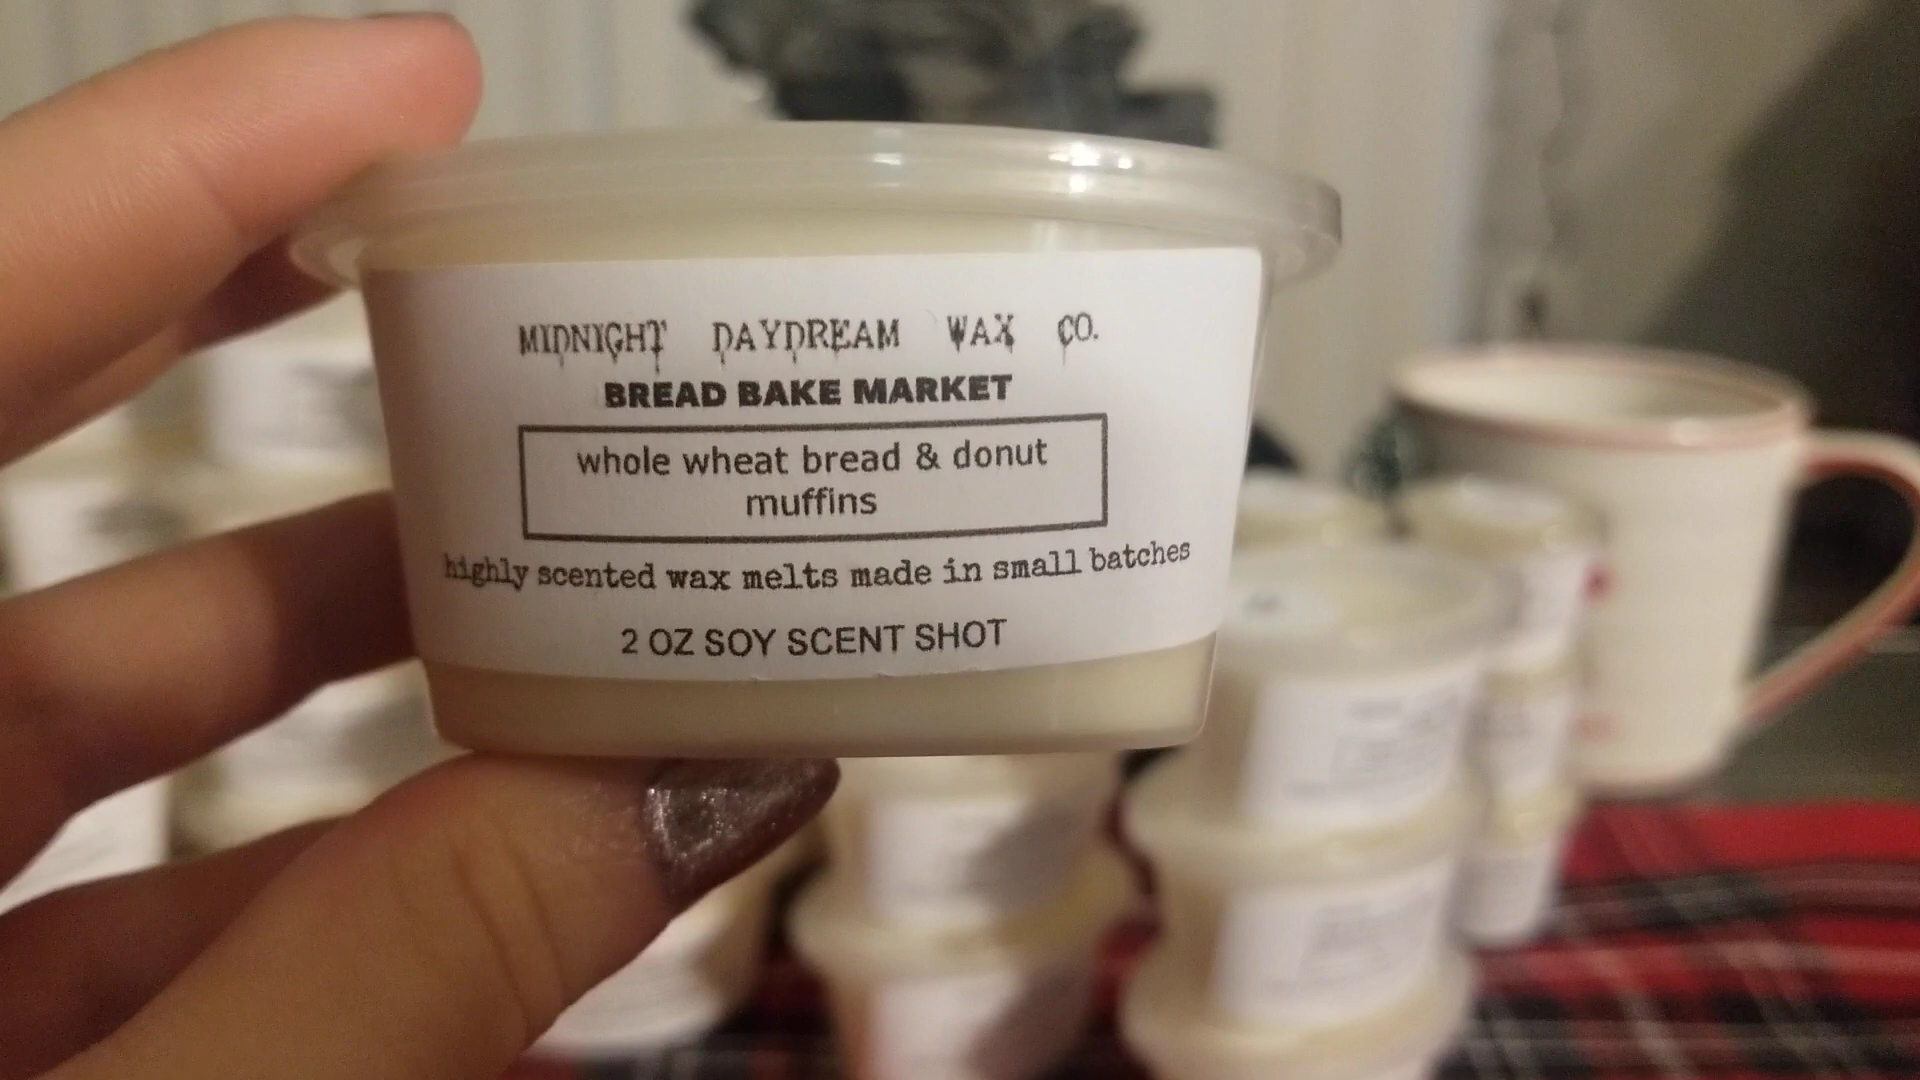 MIDNIGHT DAYDREAM WAX CO.
BREAD BAKE MARKET
whole wheat bread & donut
muffins
highly scented wax melts made in small batches
2 OZ SOY SCENT SHOT